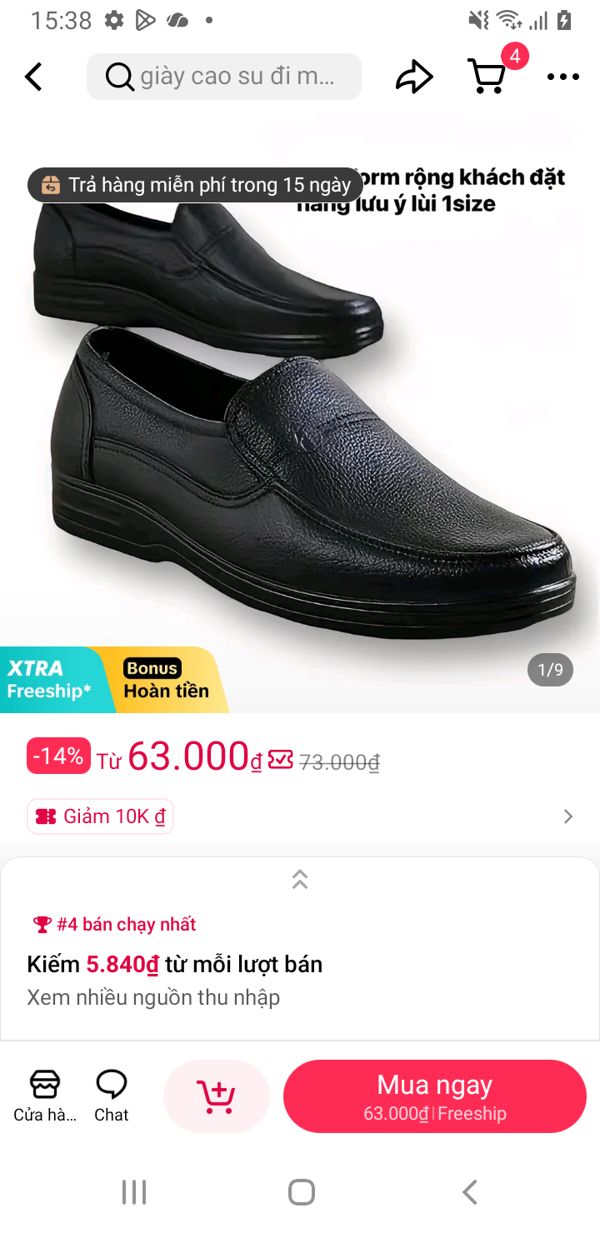 15:38
giày cao su đi m...
4
Trả hàng miễn phí trong 15 ngày
orm rộng khách đặt
hàng lưu ý lùi 1size
XTRA
Freeship*
Bonus
Hoàn tiền
1/9
-14% Từ 63.000₫ 73.000₫
Giảm 10K ₫
#4 bán chạy nhất
Kiếm 5.840₫ từ mỗi lượt bán
Xem nhiều nguồn thu nhập
Cửa hà...
Chat
Mua ngay
63.000₫ | Freeship